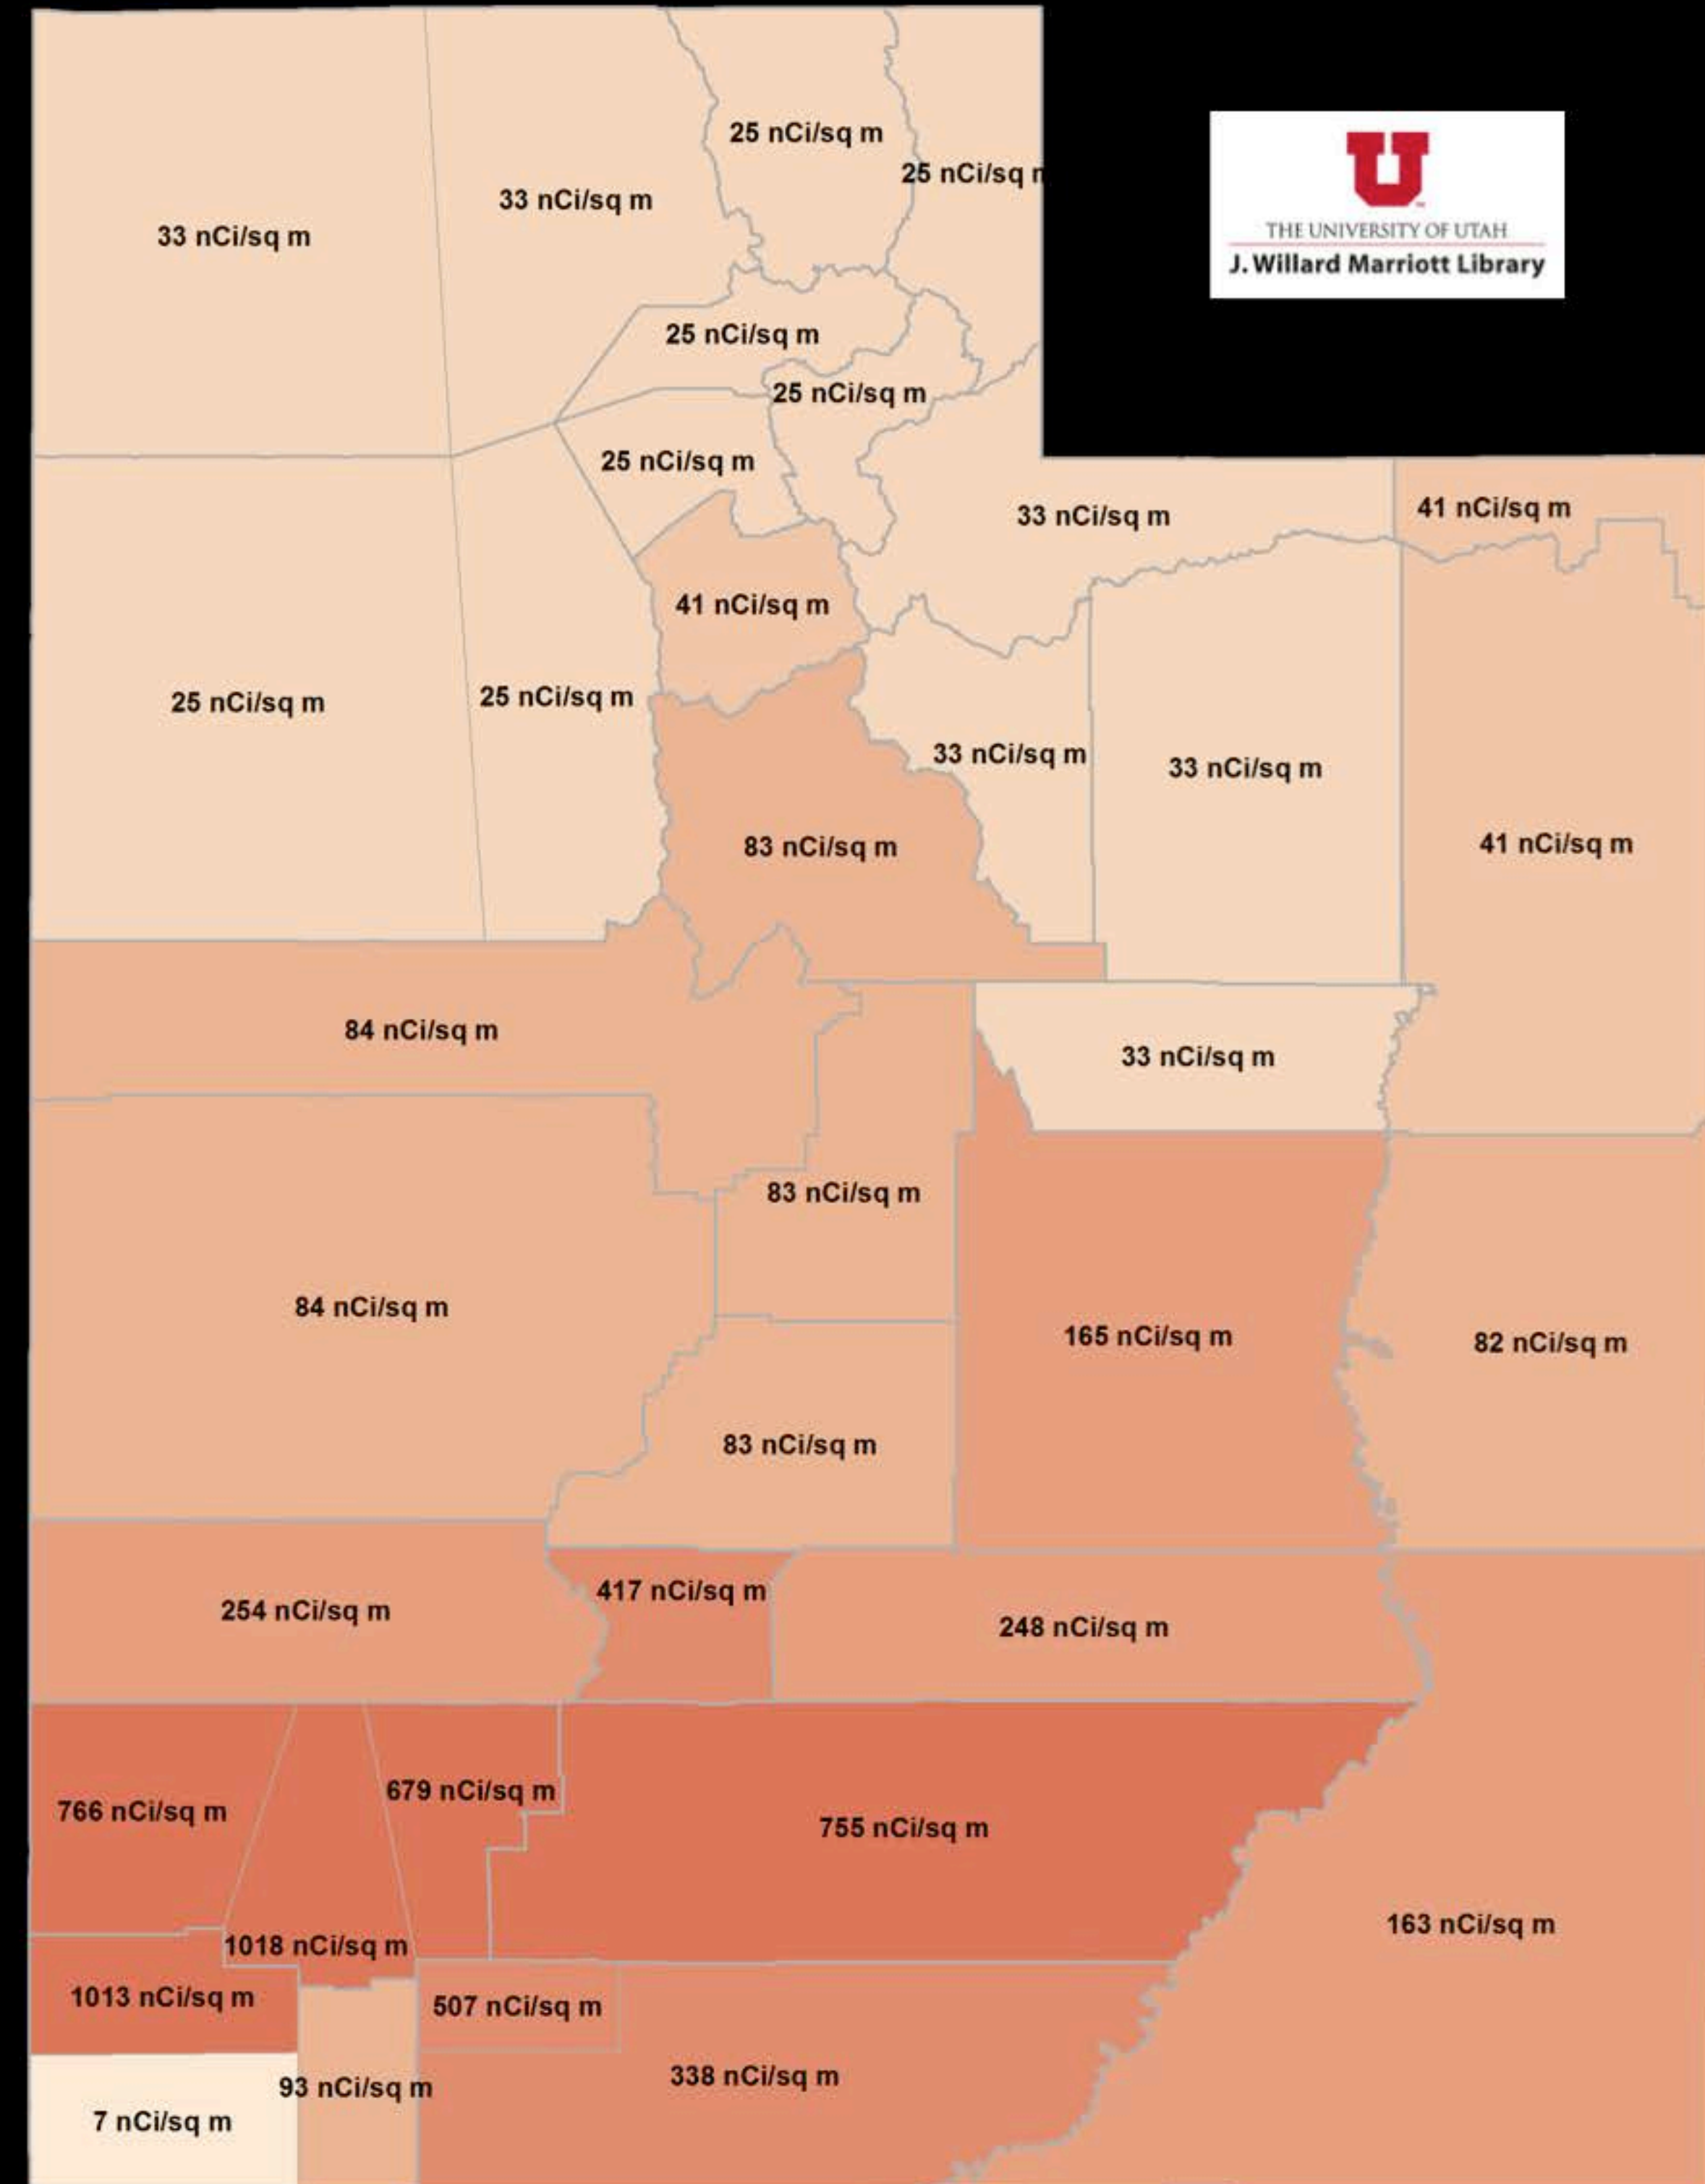 25 nCi/sq m
25 nCi/sq m
33 nCi/sq m
33 nCi/sq m
U
THE UNIVERSITY OF UTAH
J. Willard Marriott Library
25 nCi/sq m
25 nCi/sq m
25 nCi/sq m
33 nCi/sq m
41 nCi/sq m
41 nCi/sq m
25 nCi/sq m
25 nCi/sq m
33 nCi/sq m
33 nCi/sq m
83 nCi/sq m
41 nCi/sq m
84 nCi/sq m
33 nCi/sq m
83 nCi/sq m
84 nCi/sq m
165 nCi/sq m
82 nCi/sq m
83 nCi/sq m
254 nCi/sq m
417 nCi/sq m
248 nCi/sq m
766 nCi/sq m
679 nCi/sq m
755 nCi/sq m
163 nCi/sq m
1018 nCi/sq m
1013 nCi/sq m
507 nCi/sq m
338 nCi/sq m
93 nCi/sq m
7 nCi/sq m